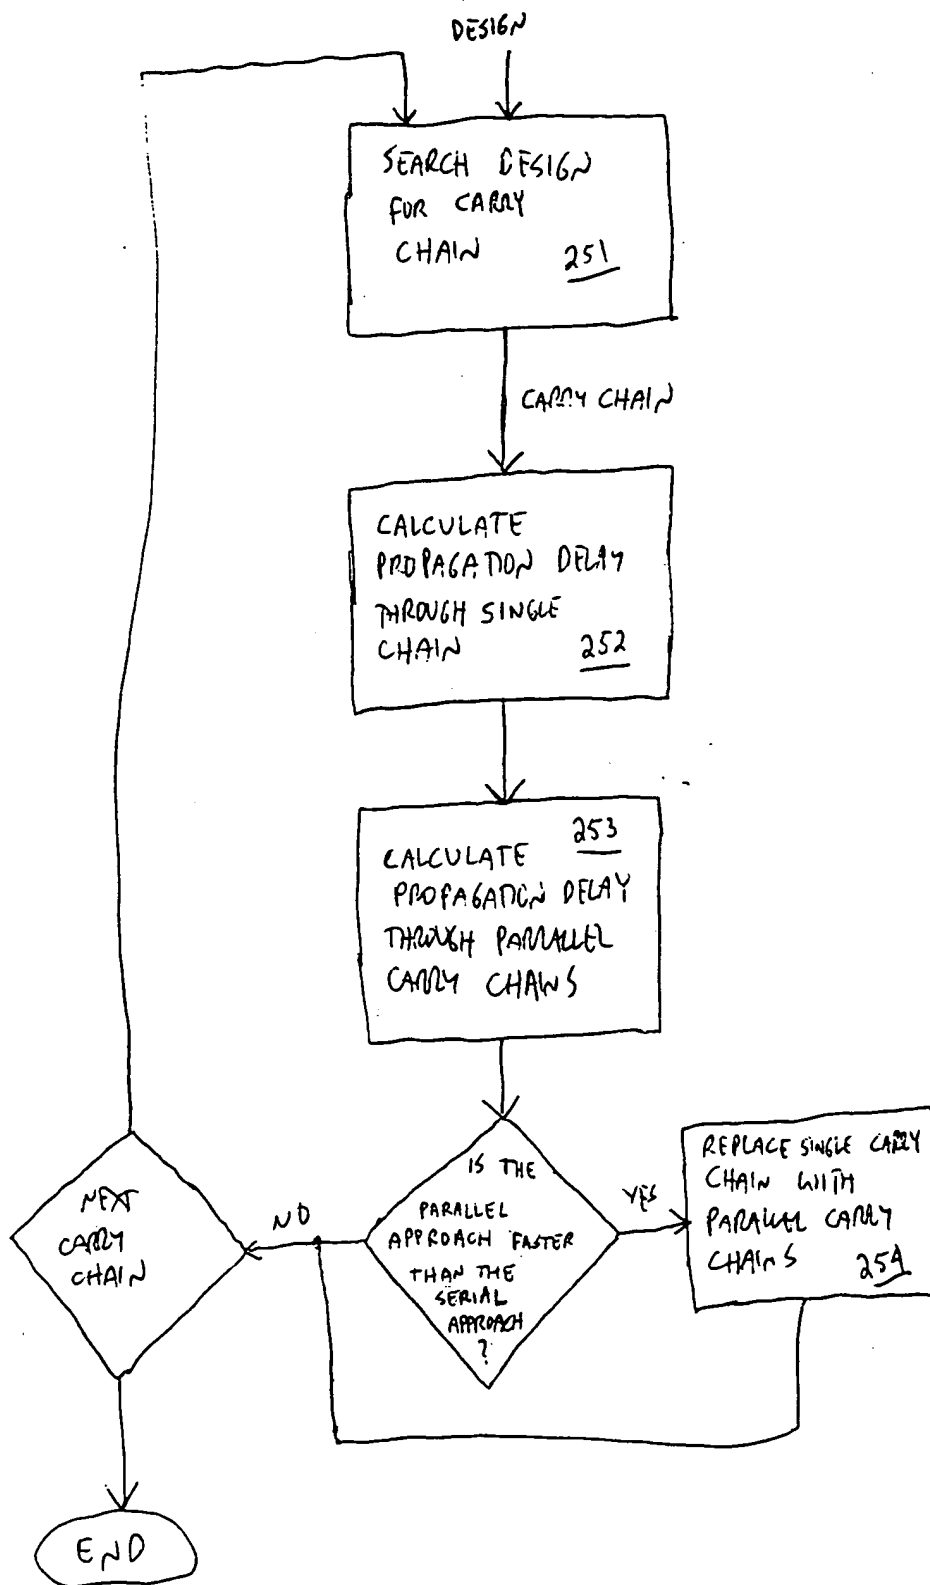 DESIGN
SEARCH DESIGN
FOR CARRY
CHAIN 251
CARRY CHAIN
CALCULATE
PROPAGATION DELAY
THROUGH SINGLE
CHAIN 252
253
CALCULATE
PROPAGATION DELAY
THROUGH PARRALLEL
CARRY CHAINS
IS THE
PARALLEL
APPROACH FASTER
THAN THE
SERIAL
APPROACH
?
YES
REPLACE SINGLE CARRY
CHAIN WITH
PARALLEL CARRY
CHAINS 254
NO
NEXT
CARRY
CHAIN
END